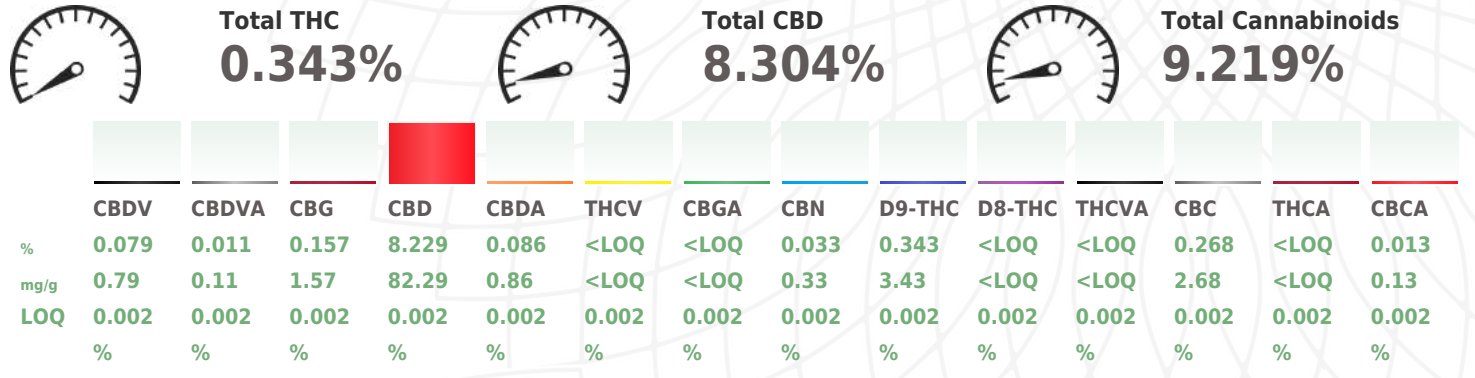 Total THC Total CBD Total Cannabinoids
0.343% 8.304% 9.219%
CBDV CBDVA CBG CBD CBDA THCV CBGA CBN D9-THC D8-THC THCVA CBC THCA CBCA
% 0.079 0.011 0.157 8.229 0.086 <LOQ <LOQ 0.033 0.343 <LOQ <LOQ 0.268 <LOQ 0.013
mg/g 0.79 0.11 1.57 82.29 0.86 <LOQ <LOQ 0.33 3.43 <LOQ <LOQ 2.68 <LOQ 0.13
LOQ 0.002 0.002 0.002 0.002 0.002 0.002 0.002 0.002 0.002 0.002 0.002 0.002 0.002 0.002
% % % % % % % % % % % % % %